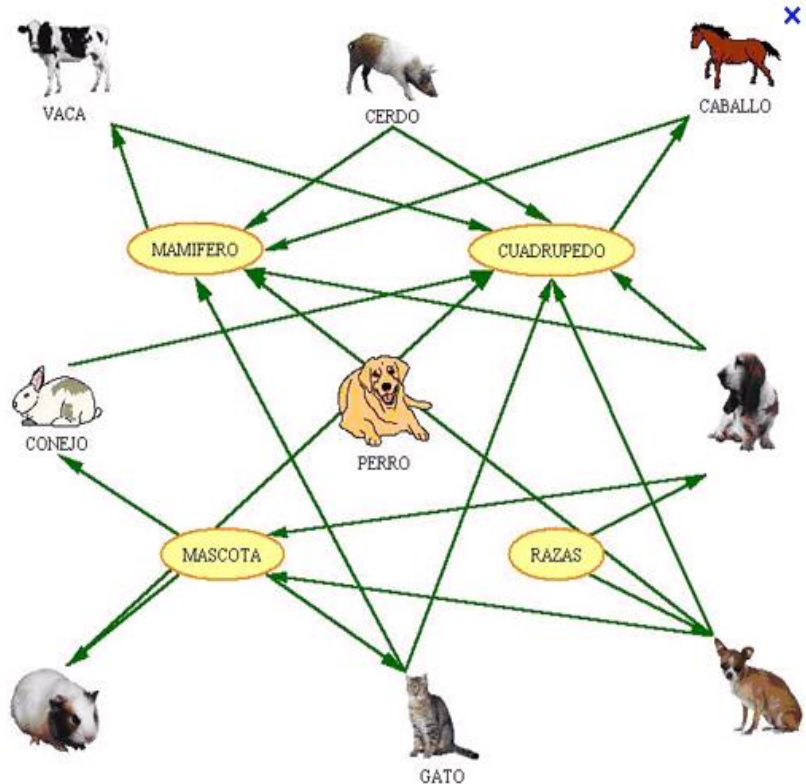 VACA
CERDO
CABALLO
MAMIFERO
CUADRUPEDO
CONEJO
PERRO
MASCOTA
RAZAS
GATO